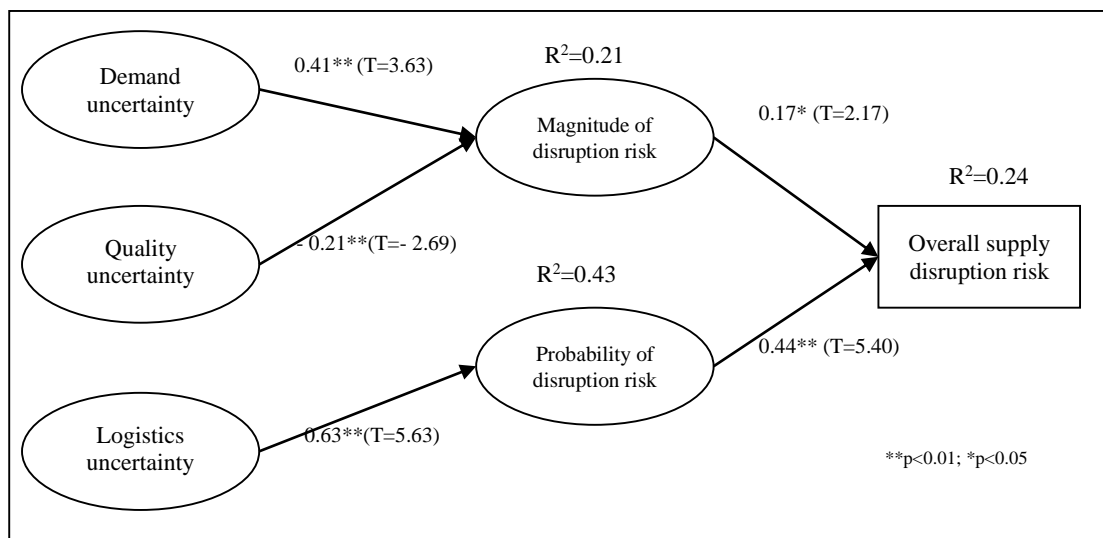 Demand
uncertainty
0.41** (T=3.63)
R²=0.21
Magnitude of
disruption risk
0.17* (T=2.17)
R²=0.24
Quality
uncertainty
- 0.21**(T=- 2.69)
Overall supply
disruption risk
R²=0.43
Probability of
disruption risk
0.44** (T=5.40)
Logistics
uncertainty
0.63**(T=5.63)
**p<0.01; *p<0.05